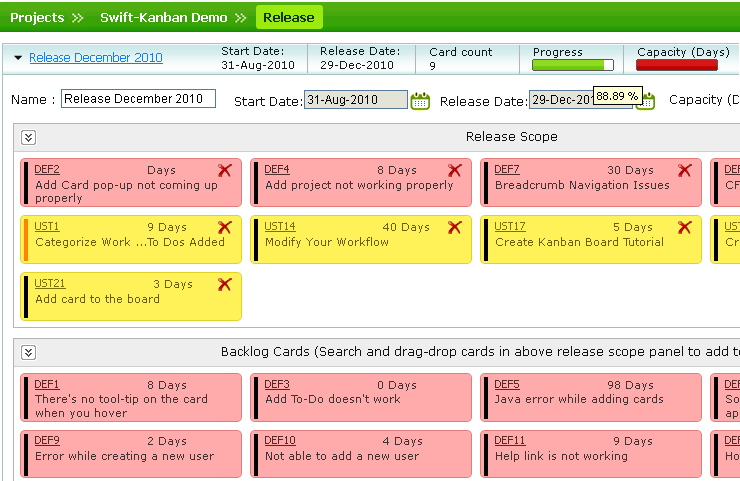 Projects >> Swift-Kanban Demo >> Release
Release December 2010 Start Date: 31-Aug-2010 Release Date: 29-Dec-2010 Card count 9 Progress Capacity (Days)
Name : Release December 2010 Start Date: 31-Aug-2010 Release Date: 29-Dec-201 88.89 % Capacity (D
Release Scope
DEF2 Days
Add Card pop-up not coming up
properly
DEF4 8 Days
Add project not working properly
DEF7 30 Days
Breadcrumb Navigation Issues
DEF
CF
UST1 9 Days
Categorize Work ...To Dos Added
UST14 40 Days
Modify Your Workflow
UST17 5 Days
Create Kanban Board Tutorial
UST
Cr
UST21 3 Days
Add card to the board
Backlog Cards (Search and drag-drop cards in above release scope panel to add to
DEF1 8 Days
There's no tool-tip on the card
when you hover
DEF3 0 Days
Add To-Do doesn't work
DEF5 98 Days
Java error while adding cards
DEF
So
ap
DEF9 2 Days
Error while creating a new user
DEF10 4 Days
Not able to add a new user
DEF11 9 Days
Help link is not working
DEF
Ho